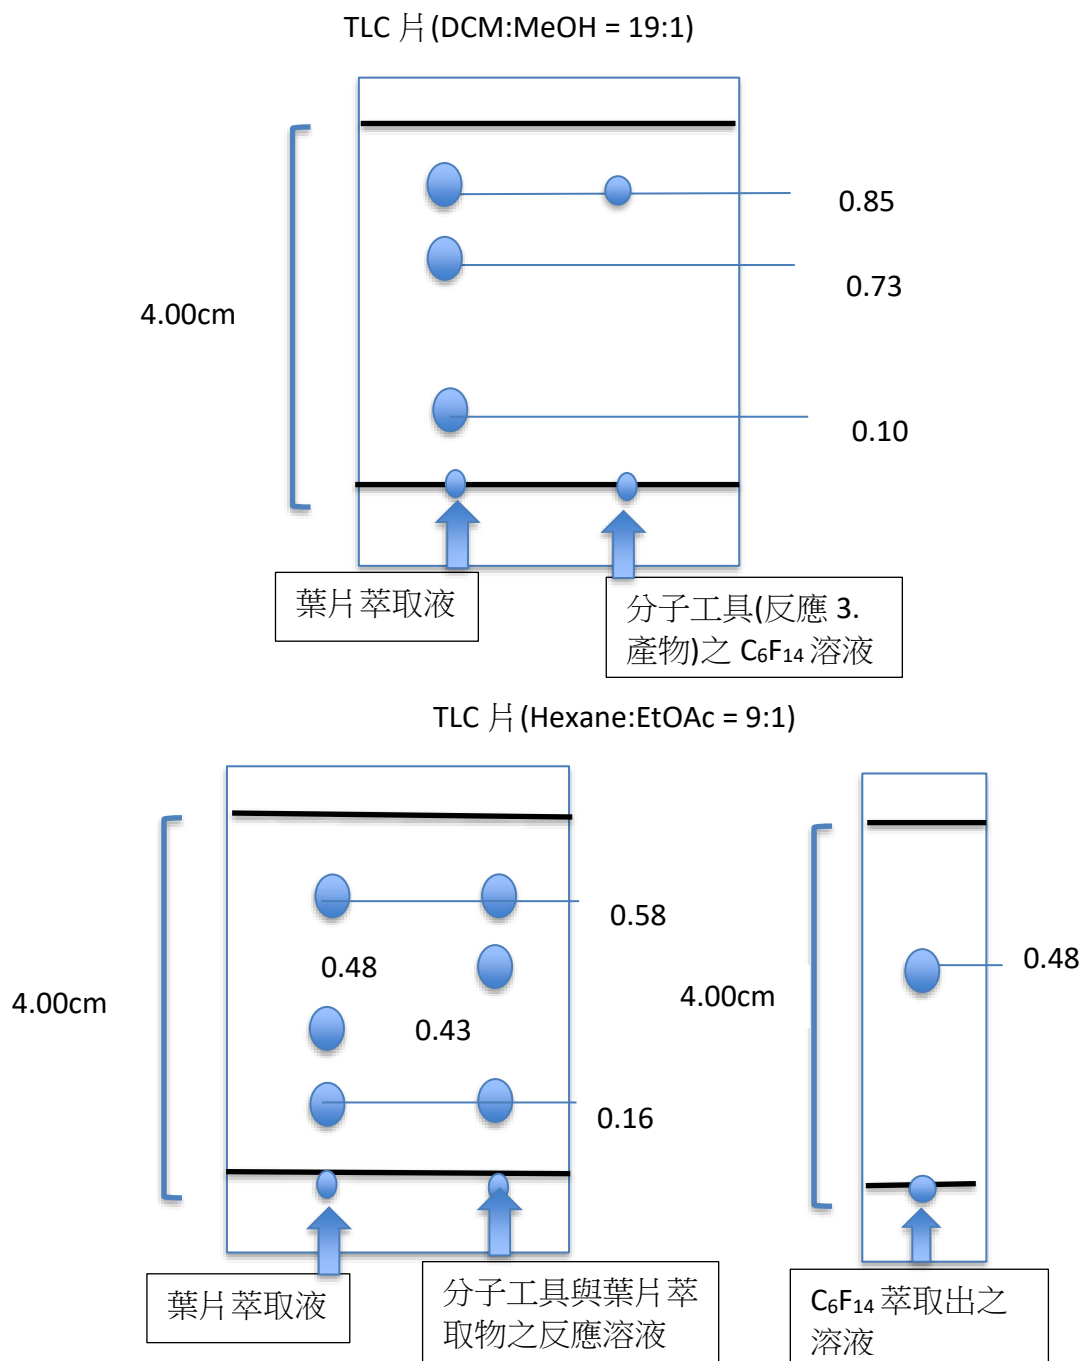 TLC 片(DCM:MeOH = 19:1)
0.85
0.73
4.00cm
0.10
葉片萃取液
分子工具(反應 3.
產物)之 C₆F₁₄ 溶液
TLC 片(Hexane:EtOAc = 9:1)
0.58
0.48
0.48
4.00cm
4.00cm
0.43
0.16
葉片萃取液
分子工具與葉片萃
取物之反應溶液
C₆F₁₄ 萃取出之
溶液